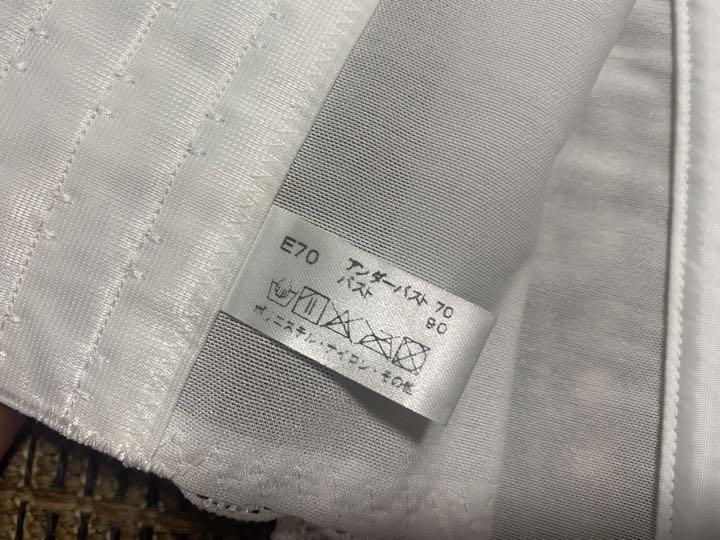 E70 アンダーバスト 70
バスト 90
ポリエステル・ナイロン・その他